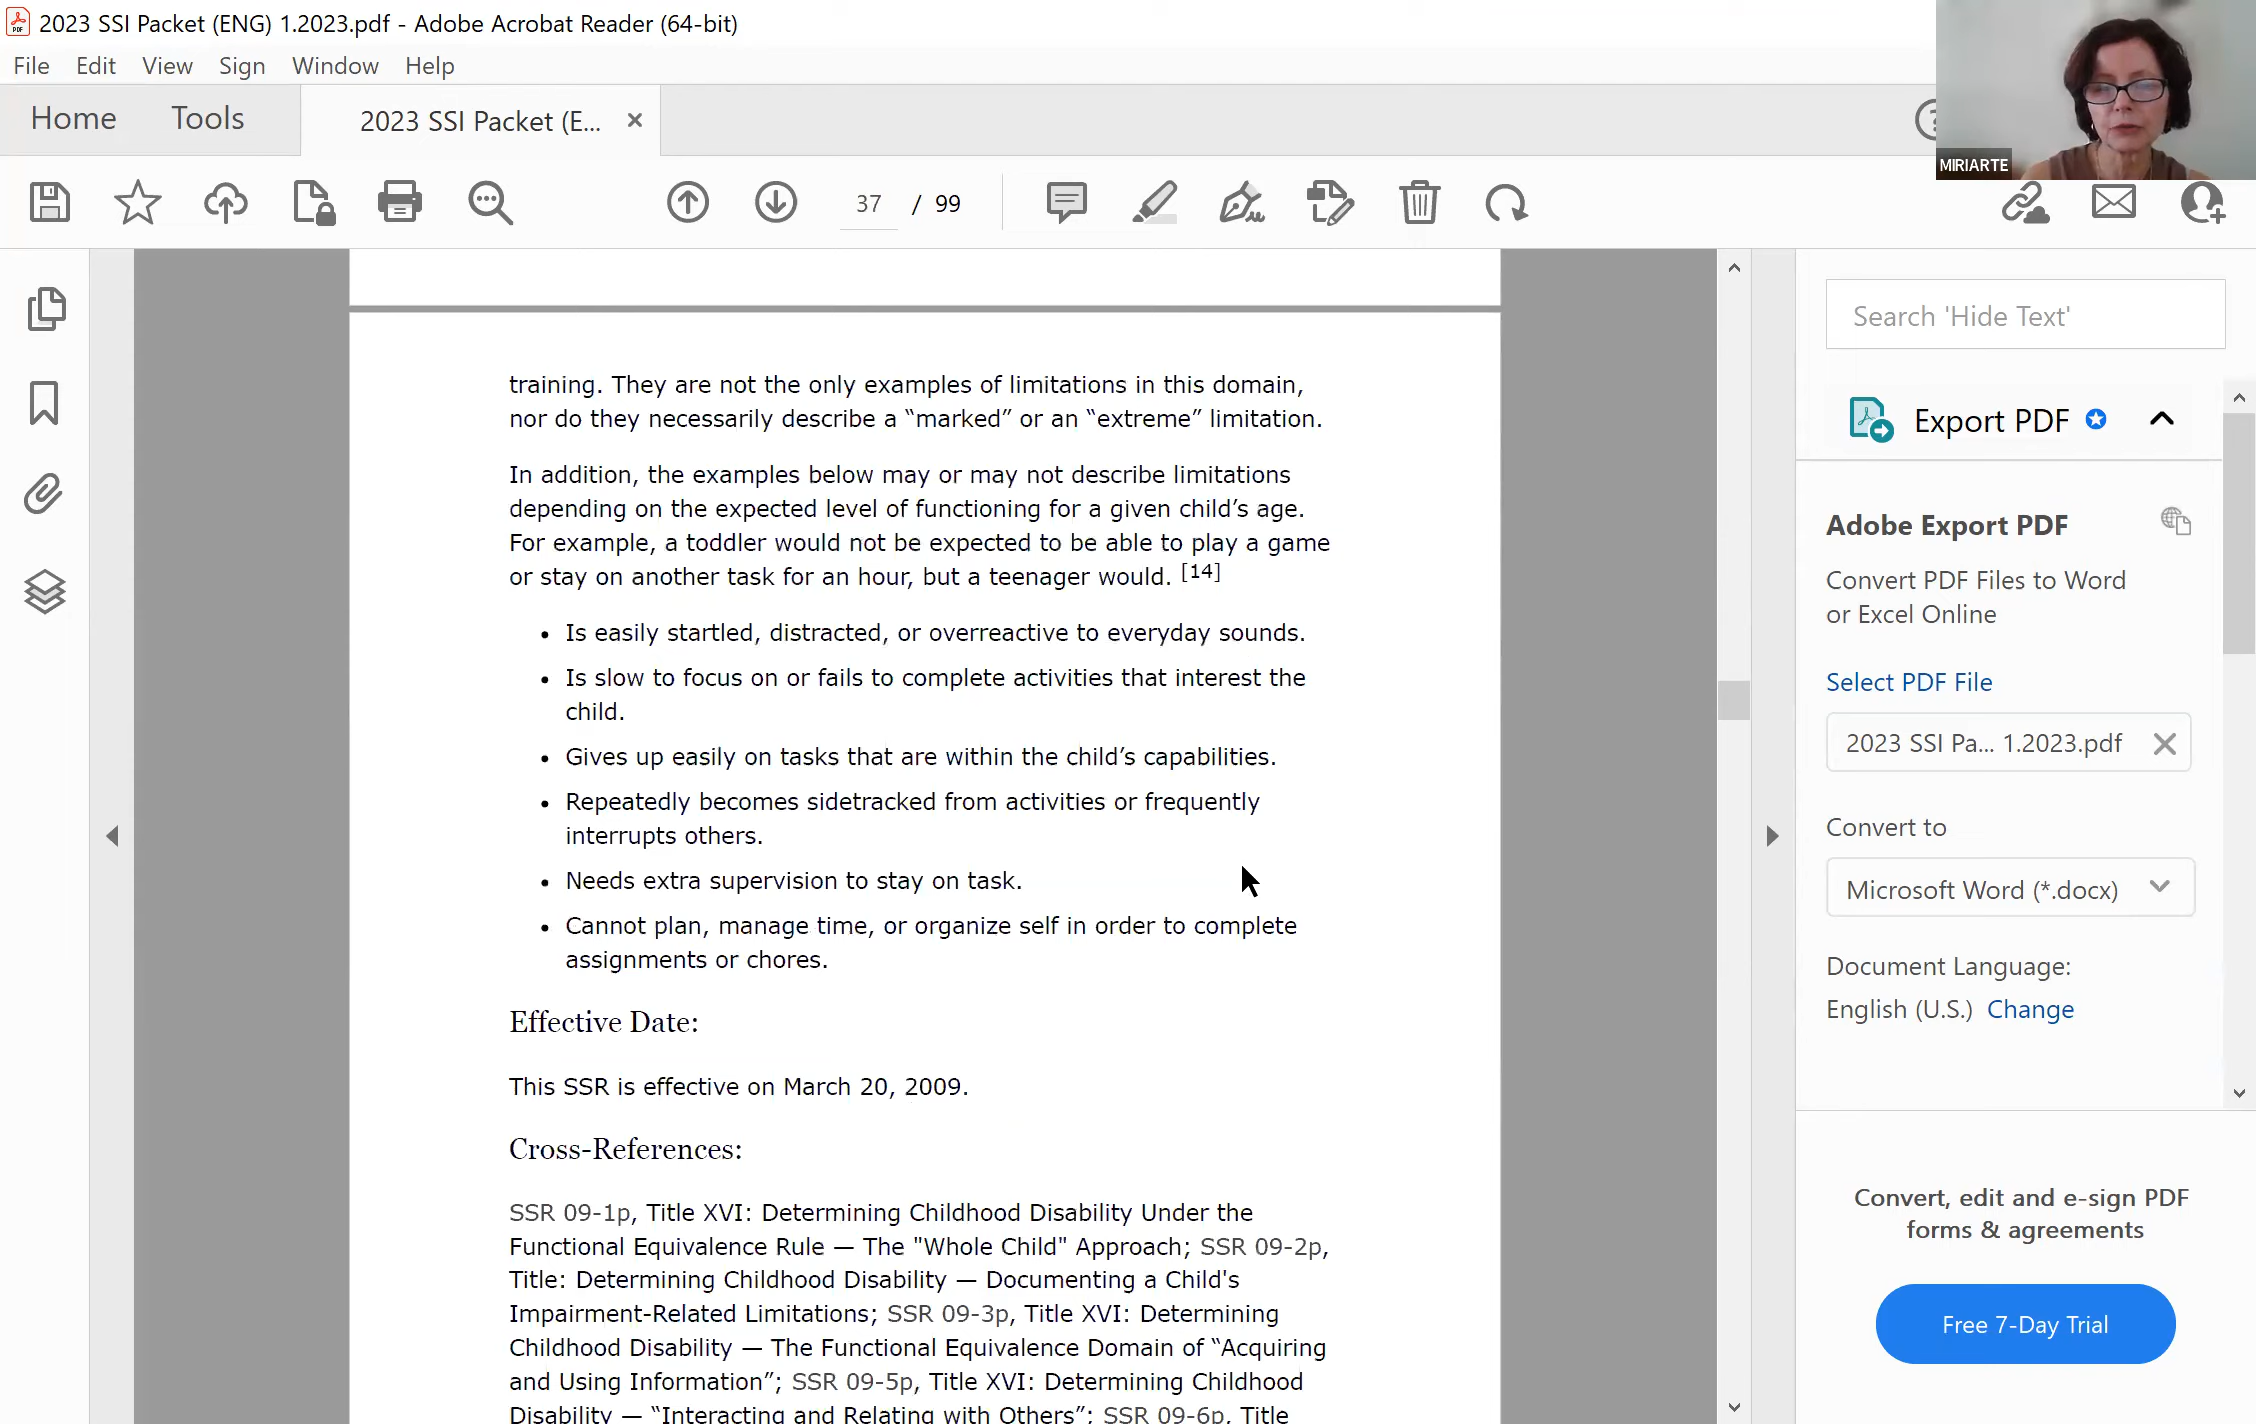 2023 SSI Packet (ENG) 1.2023.pdf - Adobe Acrobat Reader (64-bit)
File Edit View Sign Window Help
Home Tools 2023 SSI Packet (E...
MIRIARTE
37 / 99
training. They are not the only examples of limitations in this domain,
nor do they necessarily describe a “marked” or an “extreme” limitation.
In addition, the examples below may or may not describe limitations
depending on the expected level of functioning for a given child’s age.
For example, a toddler would not be expected to be able to play a game
or stay on another task for an hour, but a teenager would. [14]
• Is easily startled, distracted, or overreactive to everyday sounds.
• Is slow to focus on or fails to complete activities that interest the
child.
• Gives up easily on tasks that are within the child’s capabilities.
• Repeatedly becomes sidetracked from activities or frequently
interrupts others.
• Needs extra supervision to stay on task.
• Cannot plan, manage time, or organize self in order to complete
assignments or chores.
Effective Date:
This SSR is effective on March 20, 2009.
Cross-References:
SSR 09-1p, Title XVI: Determining Childhood Disability Under the
Functional Equivalence Rule — The "Whole Child" Approach; SSR 09-2p,
Title: Determining Childhood Disability — Documenting a Child's
Impairment-Related Limitations; SSR 09-3p, Title XVI: Determining
Childhood Disability — The Functional Equivalence Domain of “Acquiring
and Using Information”; SSR 09-5p, Title XVI: Determining Childhood
Disability — “Interacting and Relating with Others”; SSR 09-6p, Title
Search 'Hide Text'
Export PDF
Adobe Export PDF
Convert PDF Files to Word
or Excel Online
Select PDF File
2023 SSI Pa... 1.2023.pdf
Convert to
Microsoft Word (*.docx)
Document Language:
English (U.S.) Change
Convert, edit and e-sign PDF
forms & agreements
Free 7-Day Trial